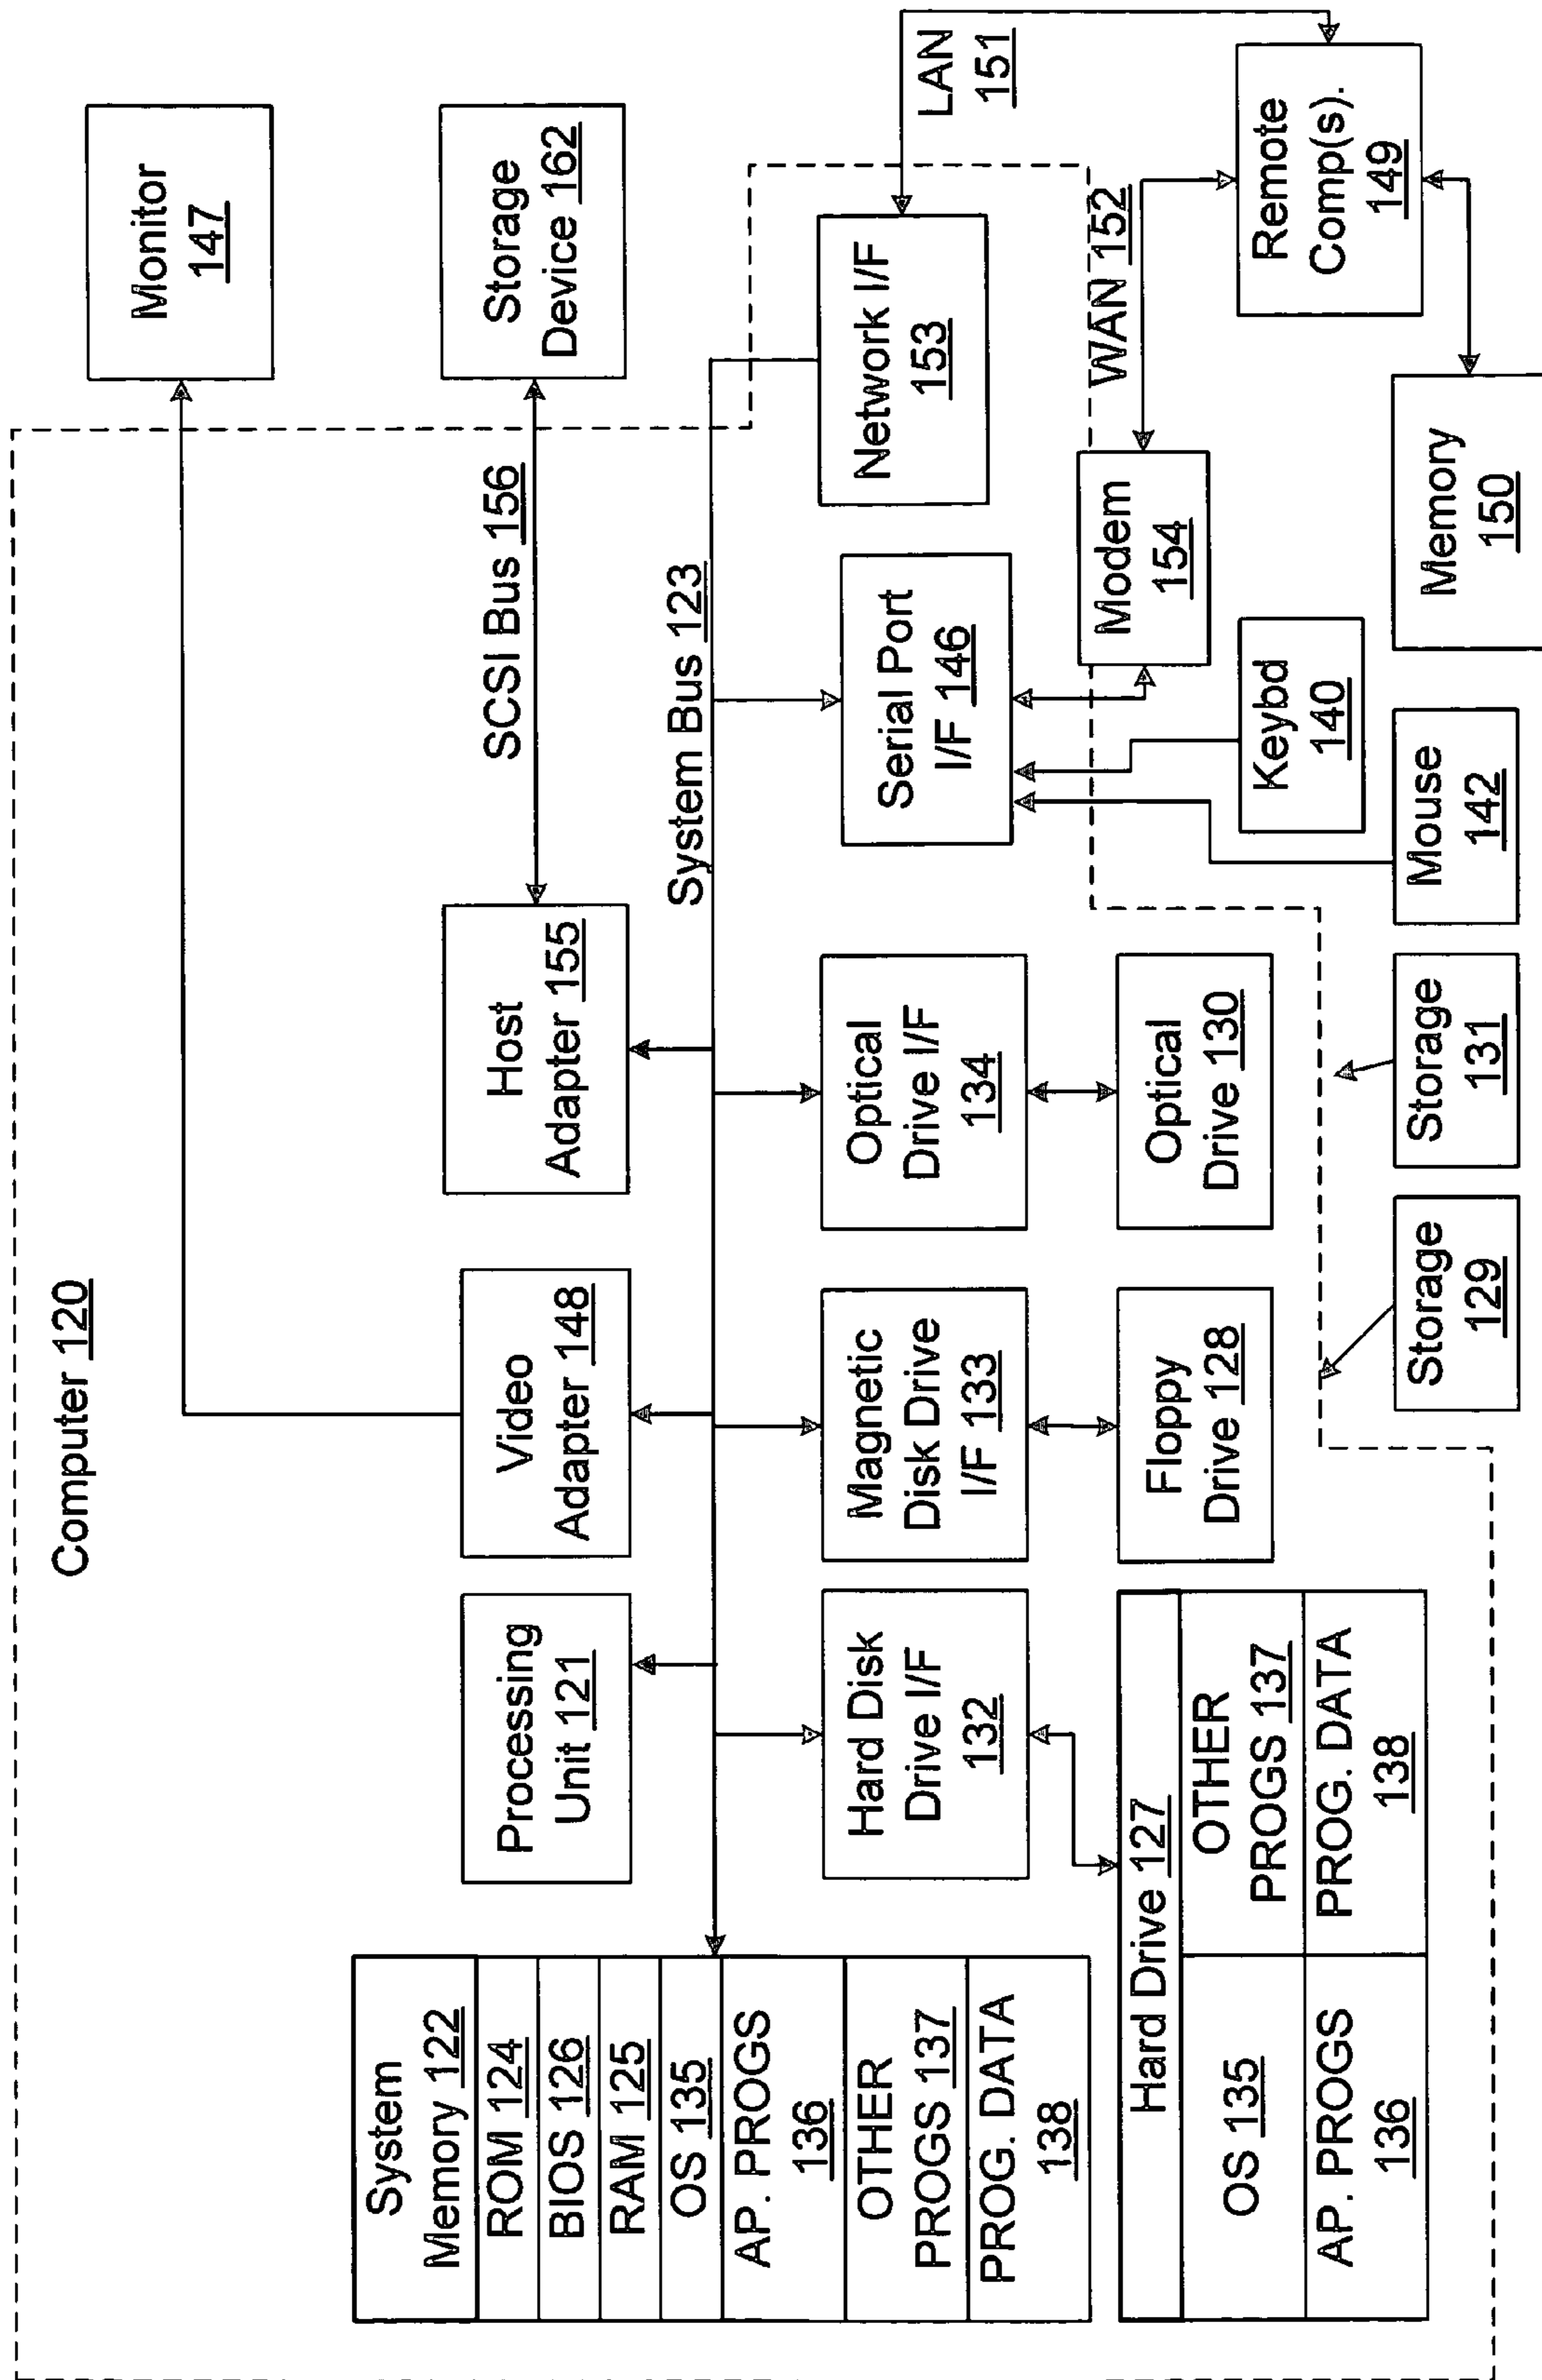 Computer 120
Monitor
147
System
Memory 122
ROM 124
BIOS 126
RAM 125
OS 135
AP. PROGS
136
OTHER
PROGS 137
PROG. DATA
138
Processing
Unit 121
Video
Adapter 148
Host
Adapter 155
SCSI Bus 156
Storage
Device 162
System Bus 123
Hard Disk
Drive I/F
132
Magnetic
Disk Drive
I/F 133
Optical
Drive I/F
134
Serial Port
I/F 146
Network I/F
153
LAN
151
Hard Drive 127
OS 135
OTHER
PROGS 137
AP. PROGS
136
PROG. DATA
138
Floppy
Drive 128
Optical
Drive 130
Modem
154
WAN 152
Keybd
140
Remote
Comp(s).
149
Storage
129
Storage
131
Mouse
142
Memory
150